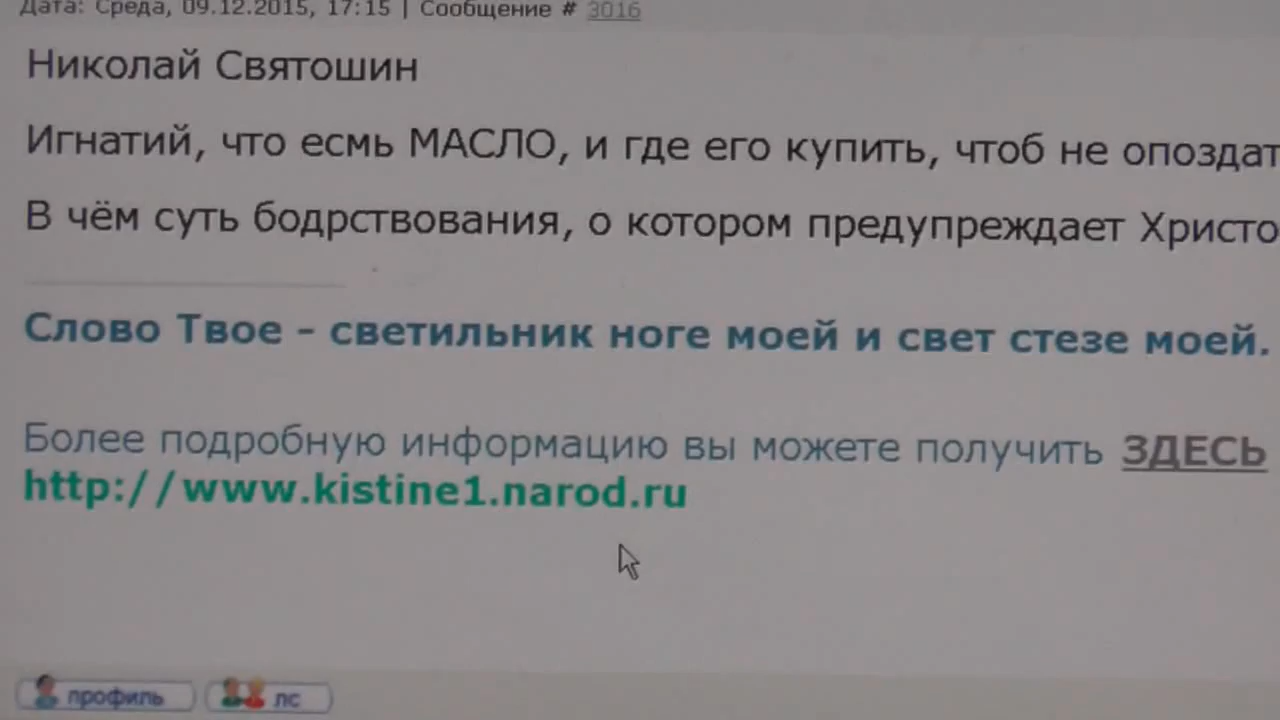 Дата: Среда, 09.12.2015, 17:15 | Сообщение # 3016
Николай Святошин
Игнатий, что есмь МАСЛО, и где его купить, чтоб не опоздат
В чём суть бодрствования, о котором предупреждает Христо
Слово Твое - светильник ноге моей и свет стезе моей.
Более подробную информацию вы можете получить ЗДЕСЬ
http://www.kistine1.narod.ru
профиль лс